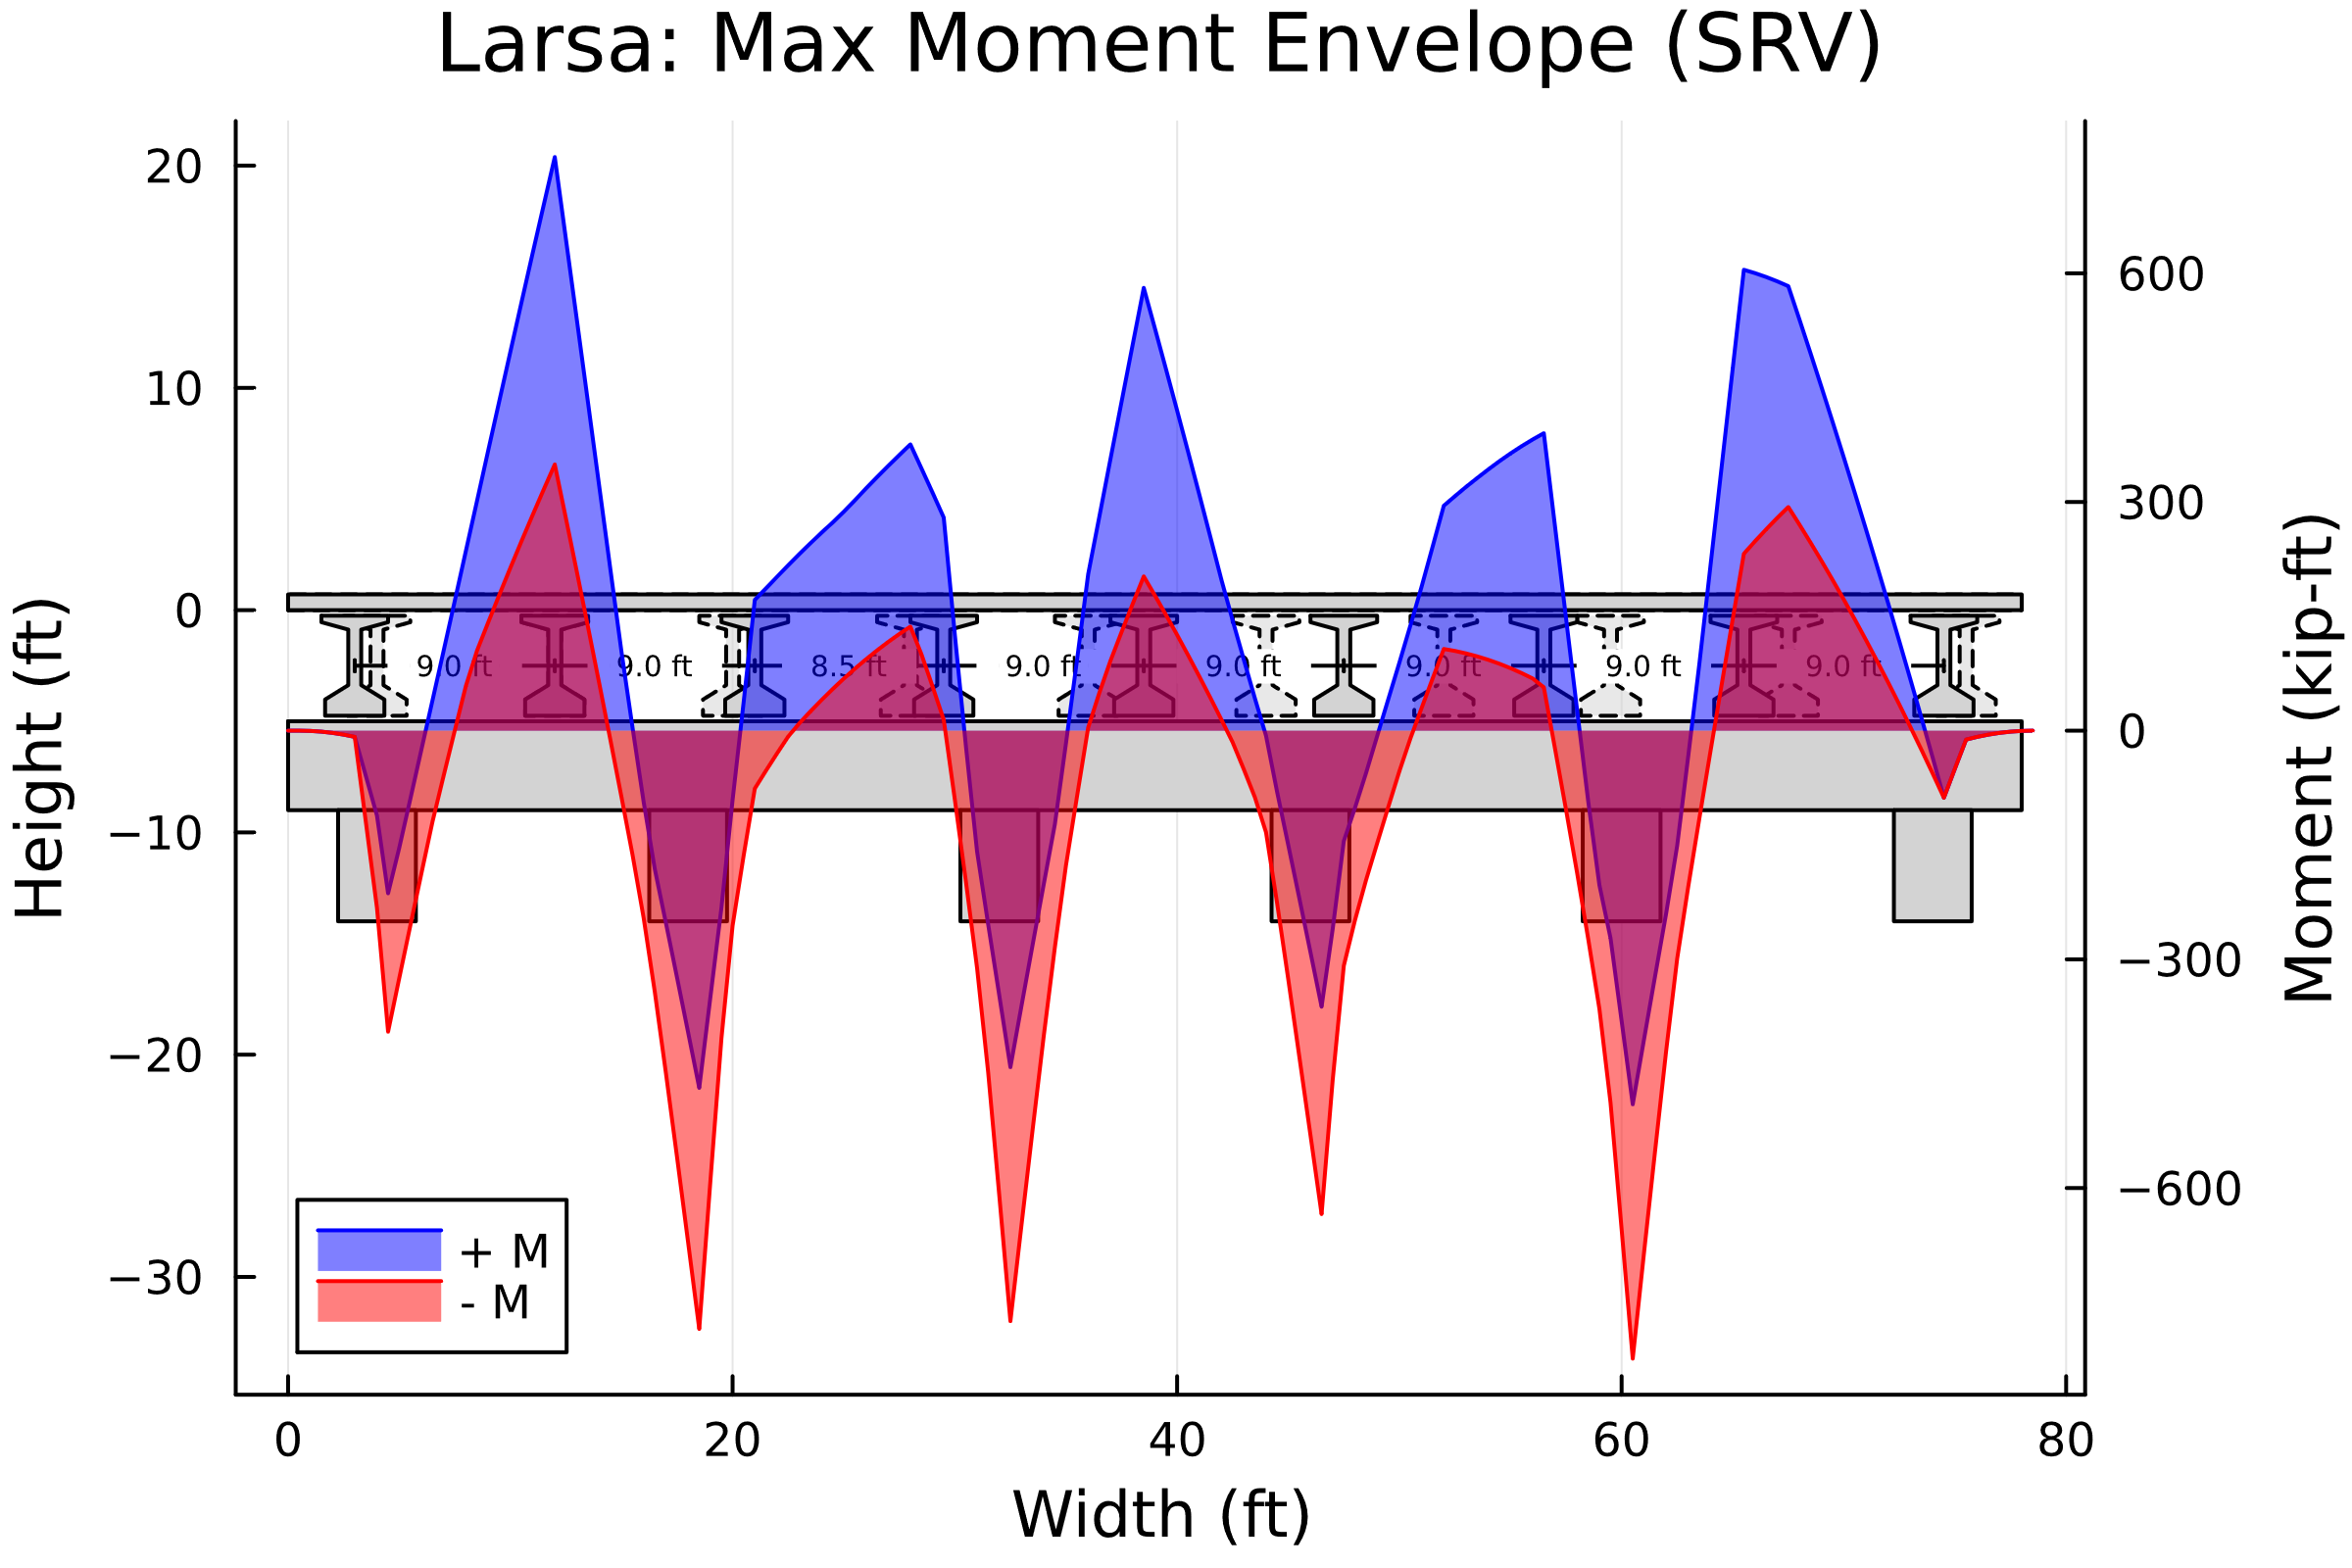 Larsa: Max Moment Envelope (SRV)
20
10
0
−10
−20
−30
Height (ft)
9.0 ft
9.0 ft
8.5 ft
9.0 ft
9.0 ft
9.0 ft
9.0 ft
9.0 ft
600
300
0
−300
−600
Moment (kip-ft)
+ M
- M
0
20
40
60
80
Width (ft)